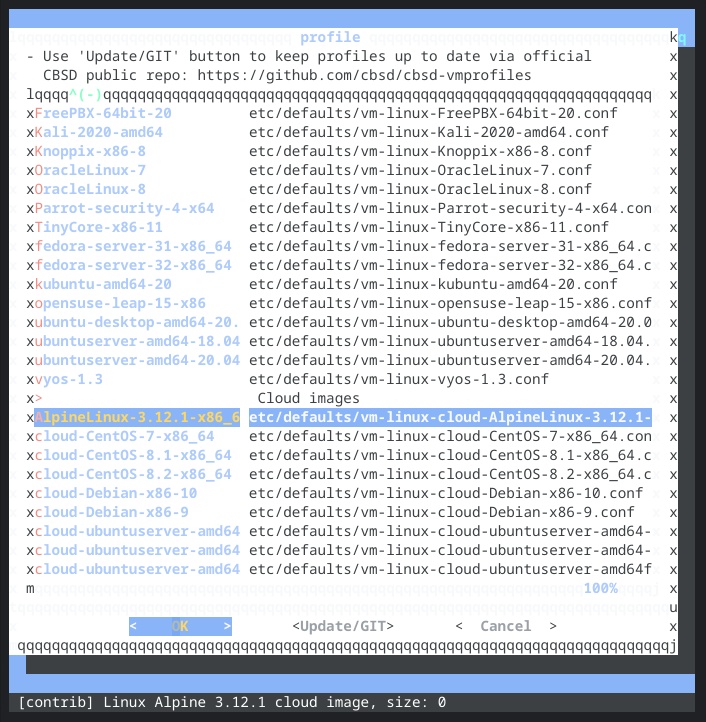 profile k
- Use 'Update/GIT' button to keep profiles up to date via official x
CBSD public repo: https://github.com/cbsd/cbsd-vmprofiles x
lqqqq^(-)qqqqqqqqqqqqqqqqqqqqqqqqqqqqqqqqqqqqqqqqqqqqqqqqqqqqqqqqqqqqqqqq x
xFreePBX-64bit-20 etc/defaults/vm-linux-FreePBX-64bit-20.conf x
xKali-2020-amd64 etc/defaults/vm-linux-Kali-2020-amd64.conf x
xKnoppix-x86-8 etc/defaults/vm-linux-Knoppix-x86-8.conf x
xOracleLinux-7 etc/defaults/vm-linux-OracleLinux-7.conf x
xOracleLinux-8 etc/defaults/vm-linux-OracleLinux-8.conf x
xParrot-security-4-x64 etc/defaults/vm-linux-Parrot-security-4-x64.con x
xTinyCore-x86-11 etc/defaults/vm-linux-TinyCore-x86-11.conf x
xfedora-server-31-x86_64 etc/defaults/vm-linux-fedora-server-31-x86_64.c x
xfedora-server-32-x86_64 etc/defaults/vm-linux-fedora-server-32-x86_64.c x
xkubuntu-amd64-20 etc/defaults/vm-linux-kubuntu-amd64-20.conf x
xopensuse-leap-15-x86 etc/defaults/vm-linux-opensuse-leap-15-x86.conf x
xubuntu-desktop-amd64-20. etc/defaults/vm-linux-ubuntu-desktop-amd64-20.0 x
xubuntuserver-amd64-18.04 etc/defaults/vm-linux-ubuntuserver-amd64-18.04. x
xubuntuserver-amd64-20.04 etc/defaults/vm-linux-ubuntuserver-amd64-20.04. x
xvyos-1.3 etc/defaults/vm-linux-vyos-1.3.conf x
x> Cloud images x
xAlpineLinux-3.12.1-x86_6 etc/defaults/vm-linux-cloud-AlpineLinux-3.12.1- x
xcloud-CentOS-7-x86_64 etc/defaults/vm-linux-cloud-CentOS-7-x86_64.con x
xcloud-CentOS-8.1-x86_64 etc/defaults/vm-linux-cloud-CentOS-8.1-x86_64.c x
xcloud-CentOS-8.2-x86_64 etc/defaults/vm-linux-cloud-CentOS-8.2-x86_64.c x
xcloud-Debian-x86-10 etc/defaults/vm-linux-cloud-Debian-x86-10.conf x
xcloud-Debian-x86-9 etc/defaults/vm-linux-cloud-Debian-x86-9.conf x
xcloud-ubuntuserver-amd64 etc/defaults/vm-linux-cloud-ubuntuserver-amd64- x
xcloud-ubuntuserver-amd64 etc/defaults/vm-linux-cloud-ubuntuserver-amd64- x
xcloud-ubuntuserver-amd64 etc/defaults/vm-linux-cloud-ubuntuserver-amd64f x
m 100% x
u
< OK > <Update/GIT> < Cancel > x
qqqqqqqqqqqqqqqqqqqqqqqqqqqqqqqqqqqqqqqqqqqqqqqqqqqqqqqqqqqqqqqqqqqqqqqqqqqqj
[contrib] Linux Alpine 3.12.1 cloud image, size: 0